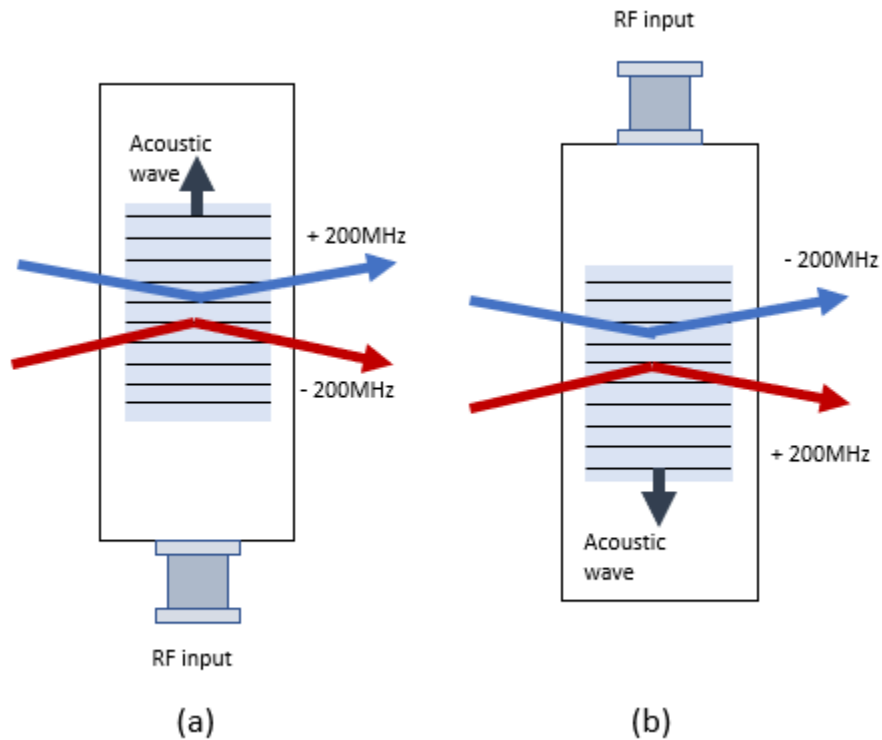 RF input
Acoustic
wave
+ 200MHz
- 200MHz
- 200MHz
+ 200MHz
Acoustic
wave
RF input
(a)
(b)